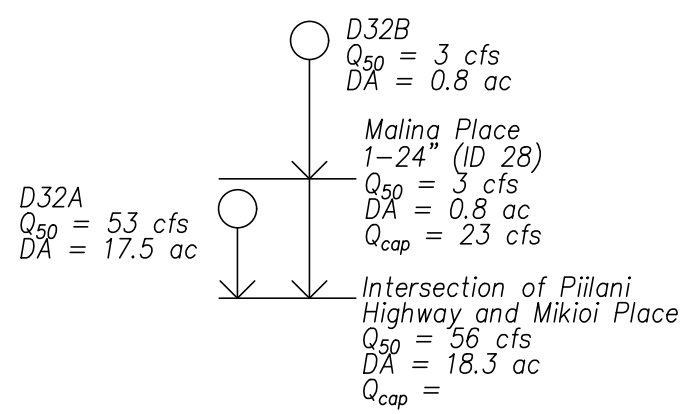 D32B
Q50 = 3 cfs
DA = 0.8 ac
Malina Place
1-24" (ID 28)
Q50 = 3 cfs
DA = 0.8 ac
Qcap = 23 cfs
D32A
Q50 = 53 cfs
DA = 17.5 ac
Intersection of Piilani
Highway and Mikioi Place
Q50 = 56 cfs
DA = 18.3 ac
Qcap =